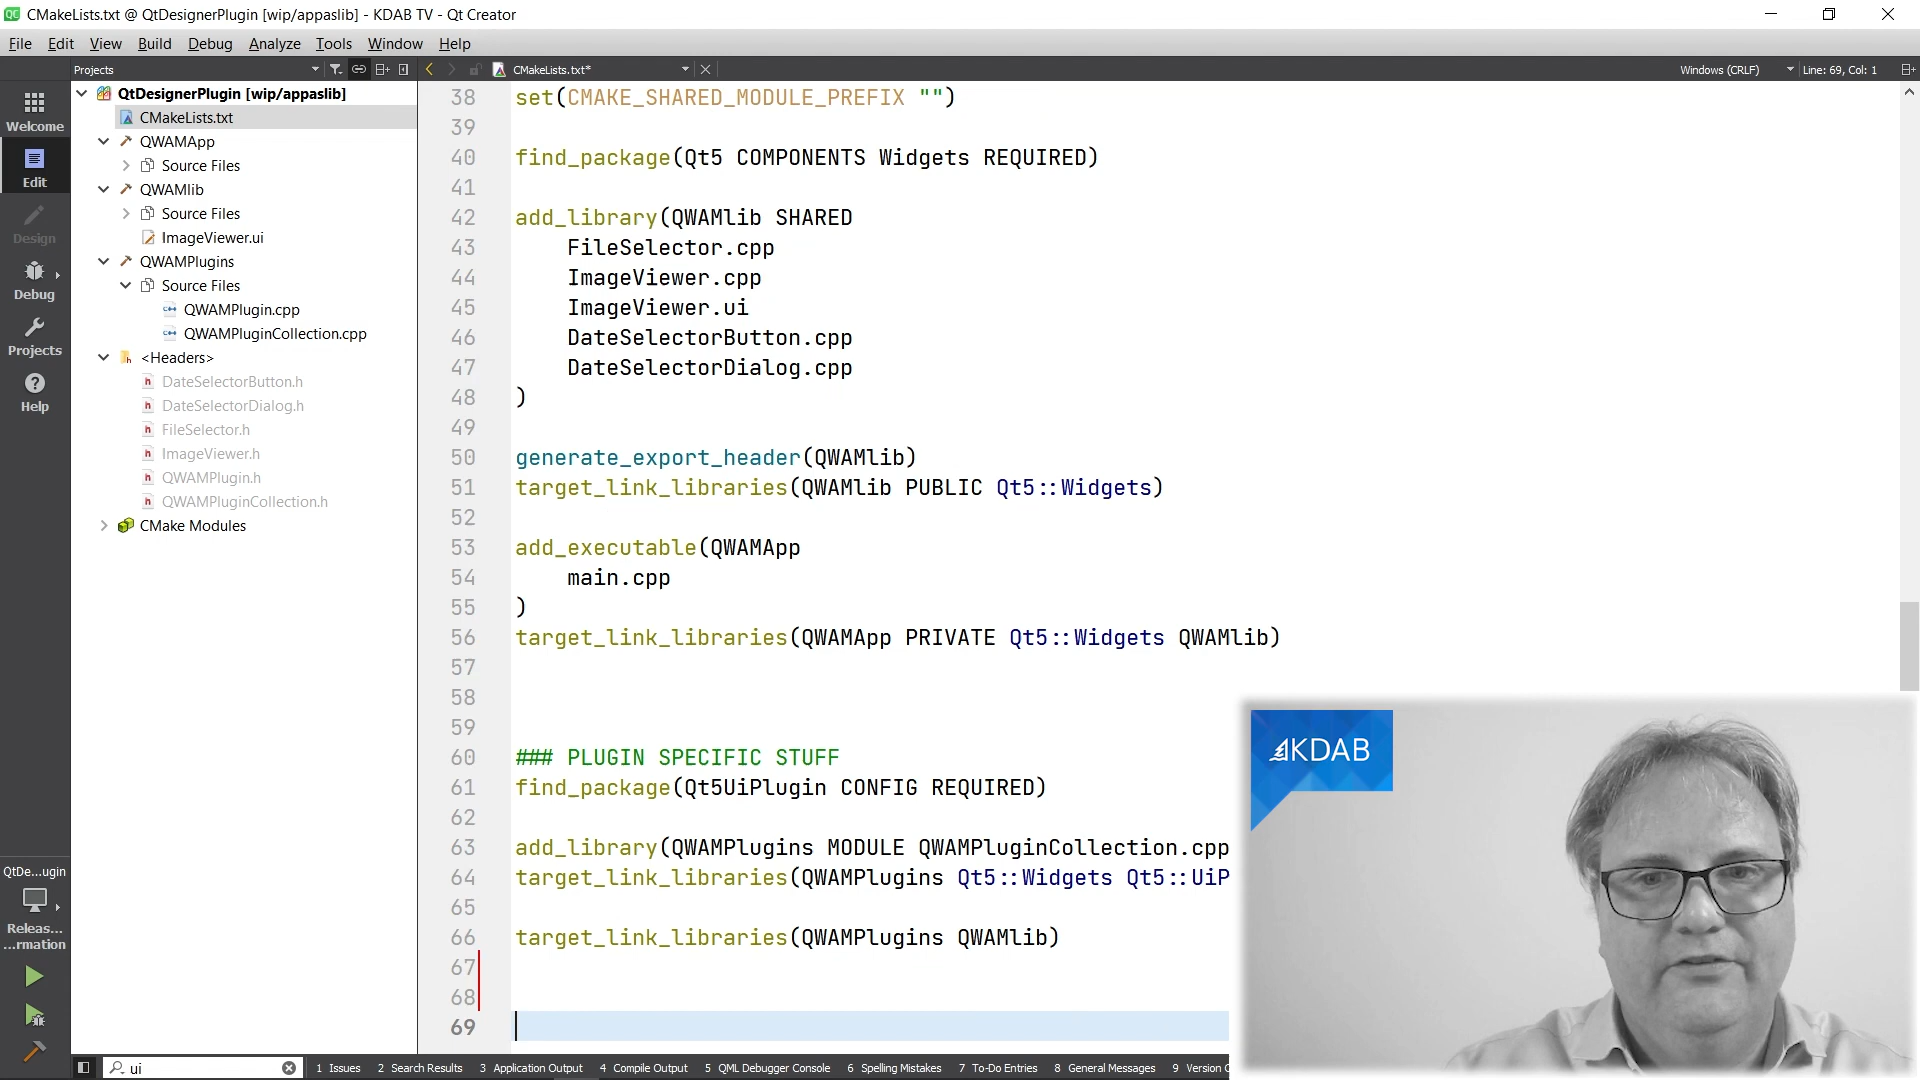 CMakeLists.txt @ QtDesignerPlugin [wip/appaslib] - KDAB TV - Qt Creator
File Edit View Build Debug Analyze Tools Window Help
Projects
CMakeLists.txt*
Windows (CRLF)
Line: 69, Col: 1
Welcome
Edit
Design
Debug
Projects
Help
QtDe...ugin
Releas...
...rmation
QtDesignerPlugin [wip/appaslib]
CMakeLists.txt
QWAMApp
Source Files
QWAMlib
Source Files
ImageViewer.ui
QWAMPlugins
Source Files
QWAMPlugin.cpp
QWAMPluginCollection.cpp
<Headers>
DateSelectorButton.h
DateSelectorDialog.h
FileSelector.h
ImageViewer.h
QWAMPlugin.h
QWAMPluginCollection.h
CMake Modules
38 set(CMAKE_SHARED_MODULE_PREFIX "")
39
40 find_package(Qt5 COMPONENTS Widgets REQUIRED)
41
42 add_library(QWAMlib SHARED
43 FileSelector.cpp
44 ImageViewer.cpp
45 ImageViewer.ui
46 DateSelectorButton.cpp
47 DateSelectorDialog.cpp
48 )
49
50 generate_export_header(QWAMlib)
51 target_link_libraries(QWAMlib PUBLIC Qt5::Widgets)
52
53 add_executable(QWAMApp
54 main.cpp
55 )
56 target_link_libraries(QWAMApp PRIVATE Qt5::Widgets QWAMlib)
57
58
59
60 ### PLUGIN SPECIFIC STUFF
61 find_package(Qt5UiPlugin CONFIG REQUIRED)
62
63 add_library(QWAMPlugins MODULE QWAMPluginCollection.cpp
64 target_link_libraries(QWAMPlugins Qt5::Widgets Qt5::UiP
65
66 target_link_libraries(QWAMPlugins QWAMlib)
67
68
69
KDAB
ui
1 Issues 2 Search Results 3 Application Output 4 Compile Output 5 QML Debugger Console 6 Spelling Mistakes 7 To-Do Entries 8 General Messages 9 Version C